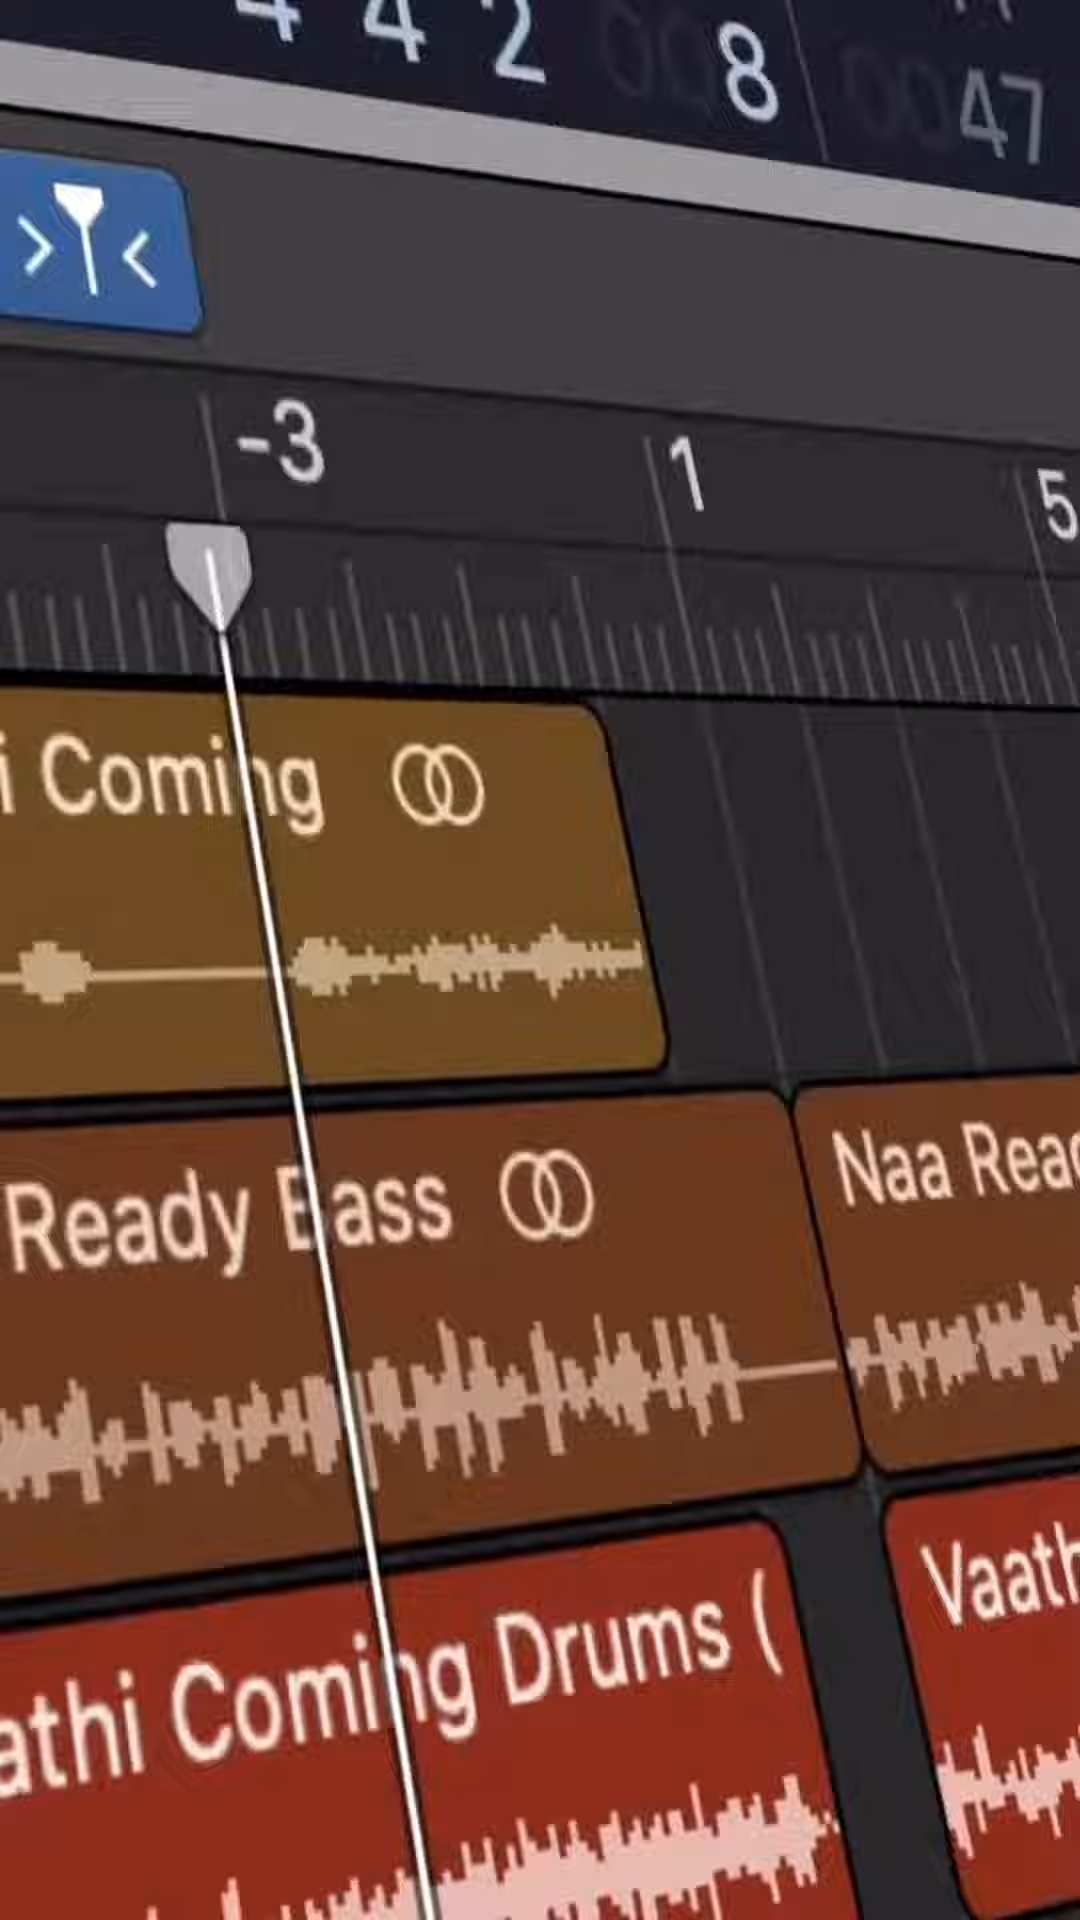 4 4 2 8 47
-3 1 5
i Coming
Ready Bass Naa Read
athi Coming Drums ( Vaath